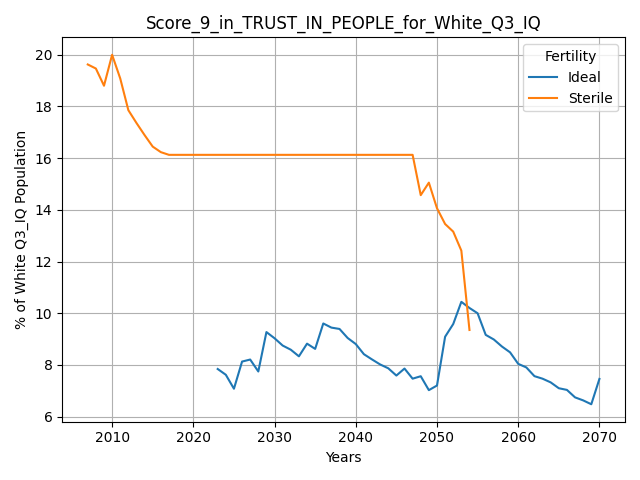 Score_9_in_TRUST_IN_PEOPLE_for_White_Q3_IQ
Fertility
Ideal
Sterile
% of White Q3_IQ Population
20
18
16
14
12
10
8
6
2010 2020 2030 2040 2050 2060 2070
Years